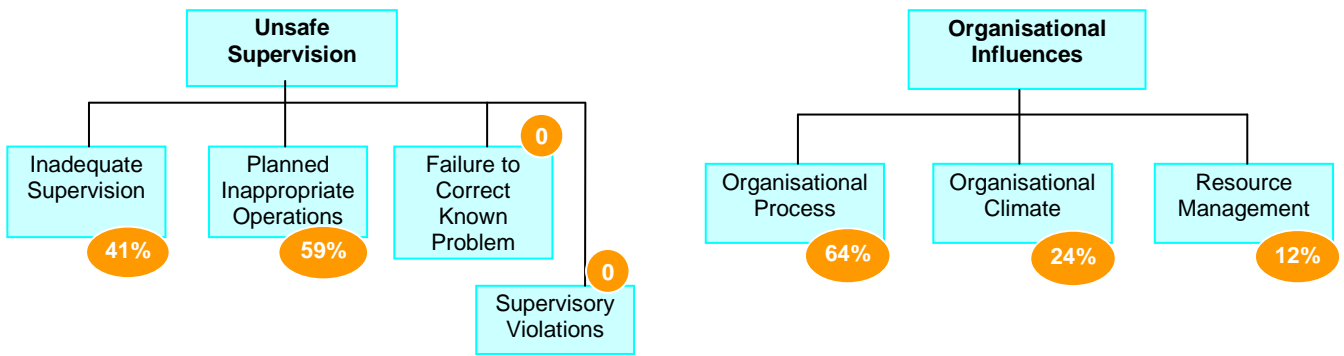 Unsafe
Supervision
Inadequate
Supervision
41%
Planned
Inappropriate
Operations
59%
0
Failure to
Correct
Known
Problem
0
Supervisory
Violations
Organisational
Influences
Organisational
Process
64%
Organisational
Climate
24%
Resource
Management
12%